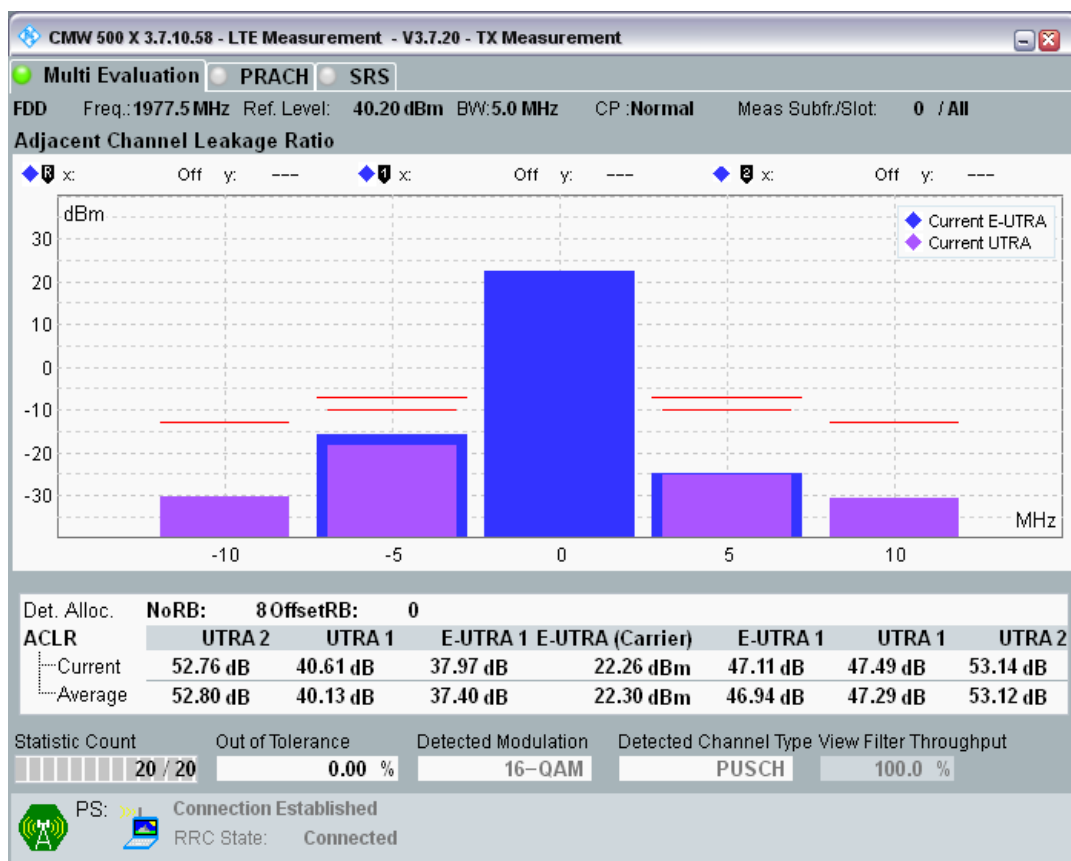 CMW 500 X 3.7.10.58 - LTE Measurement - V3.7.20 - TX Measurement
Multi Evaluation PRACH SRS
FDD Freq.: 1977.5 MHz Ref. Level: 40.20 dBm BW: 5.0 MHz CP : Normal Meas Subfr./Slot: 0 / All
Adjacent Channel Leakage Ratio
R x: Off y: --- 1 x: Off y: --- 2 x: Off y: ---
dBm
Current E-UTRA
Current UTRA
30
20
10
0
-10
-20
-30
MHz
-10 -5 0 5 10
Det. Alloc. NoRB: 8 OffsetRB: 0
ACLR UTRA 2 UTRA 1 E-UTRA 1 E-UTRA (Carrier) E-UTRA 1 UTRA 1 UTRA 2
Current 52.76 dB 40.61 dB 37.97 dB 22.26 dBm 47.11 dB 47.49 dB 53.14 dB
Average 52.80 dB 40.13 dB 37.40 dB 22.30 dBm 46.94 dB 47.29 dB 53.12 dB
Statistic Count Out of Tolerance Detected Modulation Detected Channel Type View Filter Throughput
20 / 20 0.00 % 16-QAM PUSCH 100.0 %
PS: Connection Established
RRC State: Connected